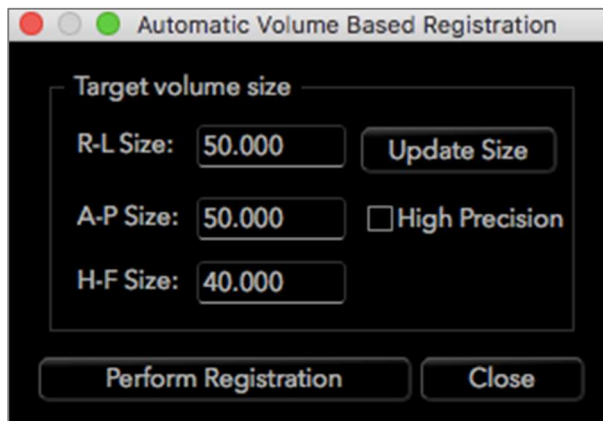 Automatic Volume Based Registration
Target volume size
R-L Size: 50.000 Update Size
A-P Size: 50.000 High Precision
H-F Size: 40.000
Perform Registration Close